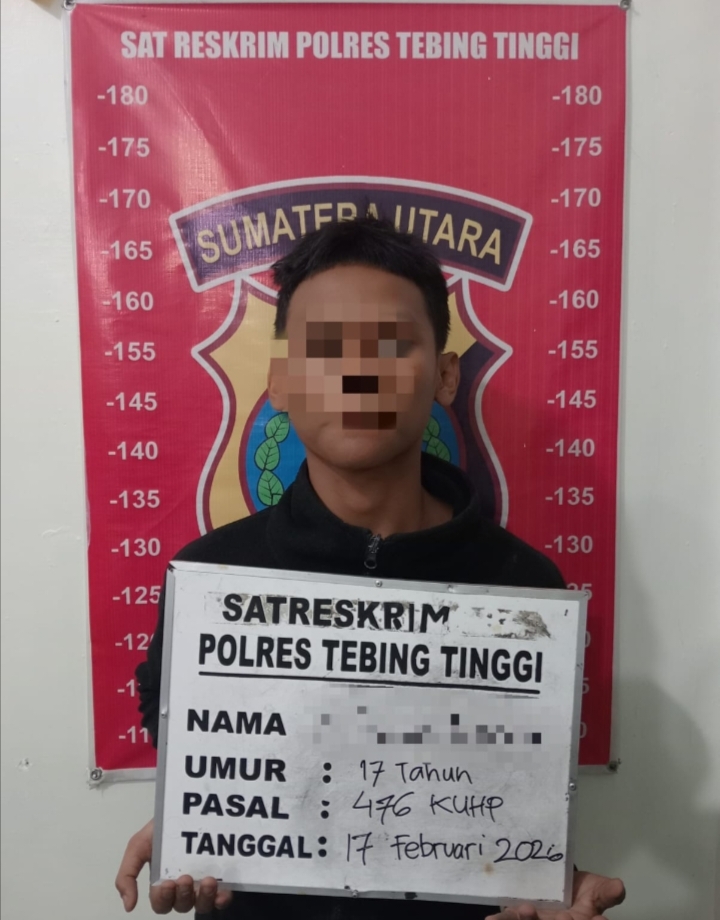 SAT RESKRIM POLRES TEBING TINGGI
-180 -180
-175 -175
-170 -170
SUMATERA UTARA
-165 -165
-160 -160
-155 -155
-145 -145
-140 -140
-135 -135
-130 -130
-125
SATRESKRIM
POLRES TEBING TINGGI
NAMA
UMUR : 17 Tahun
PASAL : 476 KUHP
TANGGAL : 17 Februari 2026